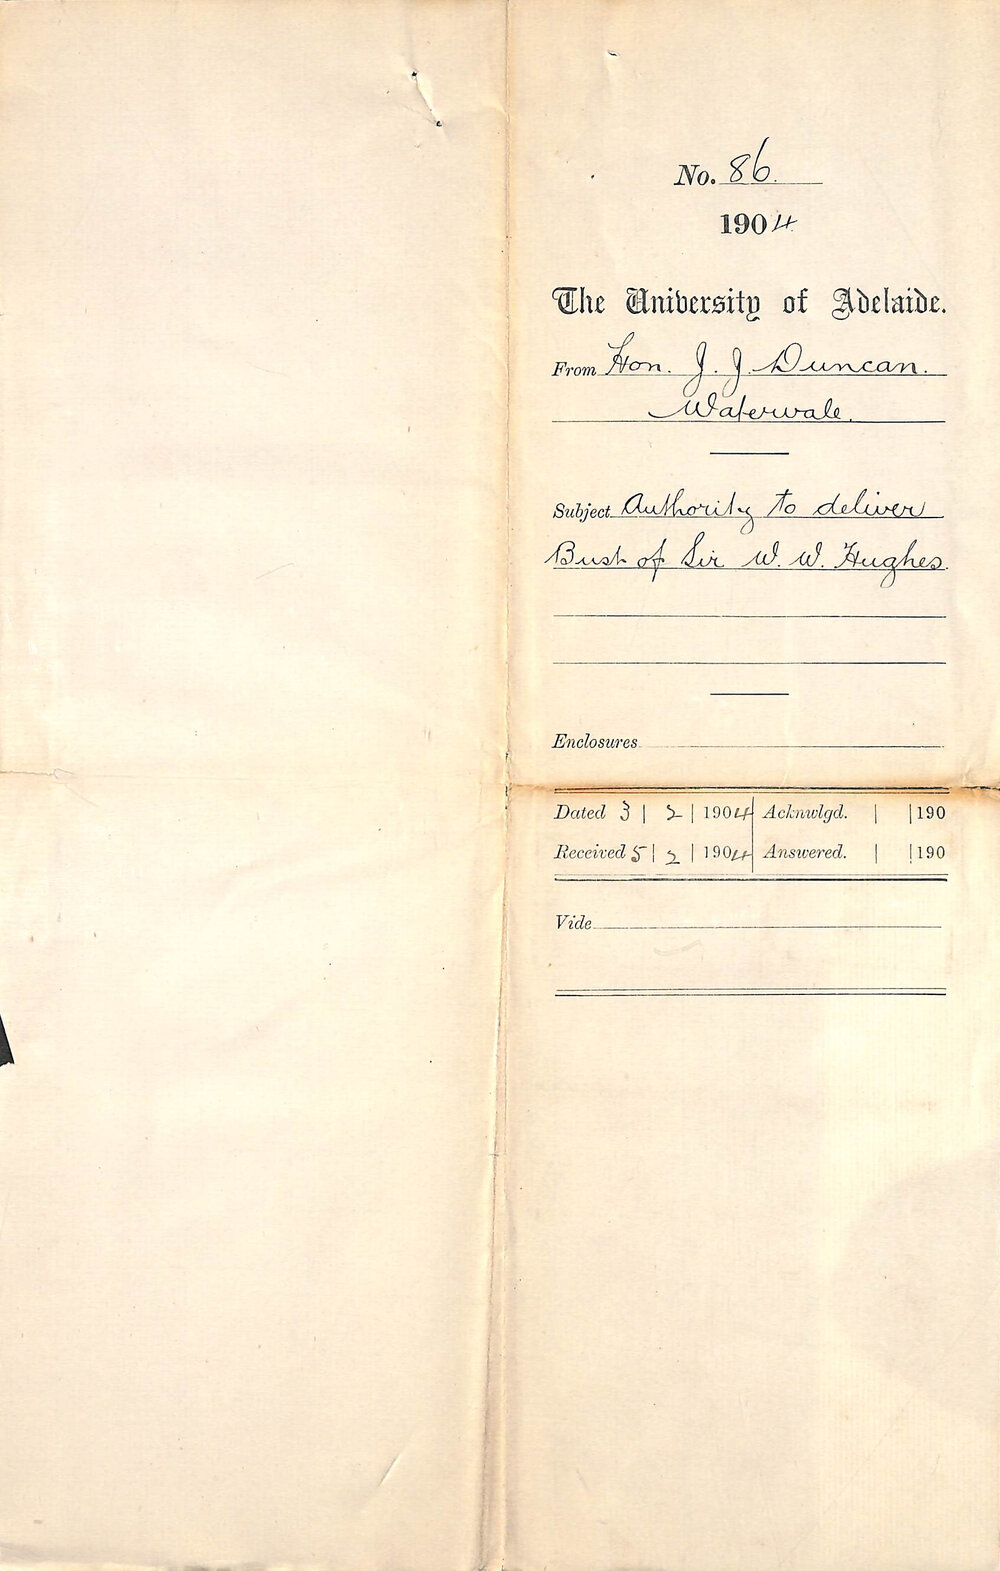 No. 86.
1904
The University of Adelaide.
From Hon. J. J. Duncan.
Watervale.
Subject Authority to deliver
Bust of Sir W. W. Hughes.
Enclosures
Dated 3 | 2 | 1904 Acknwlgd. | | 190
Received 5 | 2 | 1904 Answered. | | 190
Vide